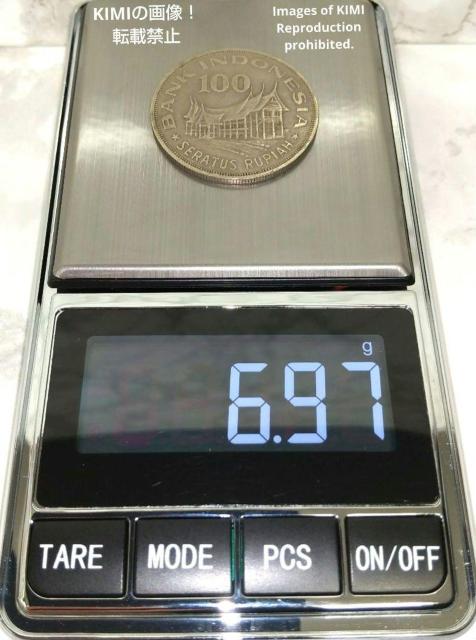 KIMIの画像！
転載禁止
Images of KIMI
Reproduction
prohibited.
BANK INDONESIA
100
SERATUS RUPIAH
g
6.97
TARE
MODE
PCS
ON/OFF